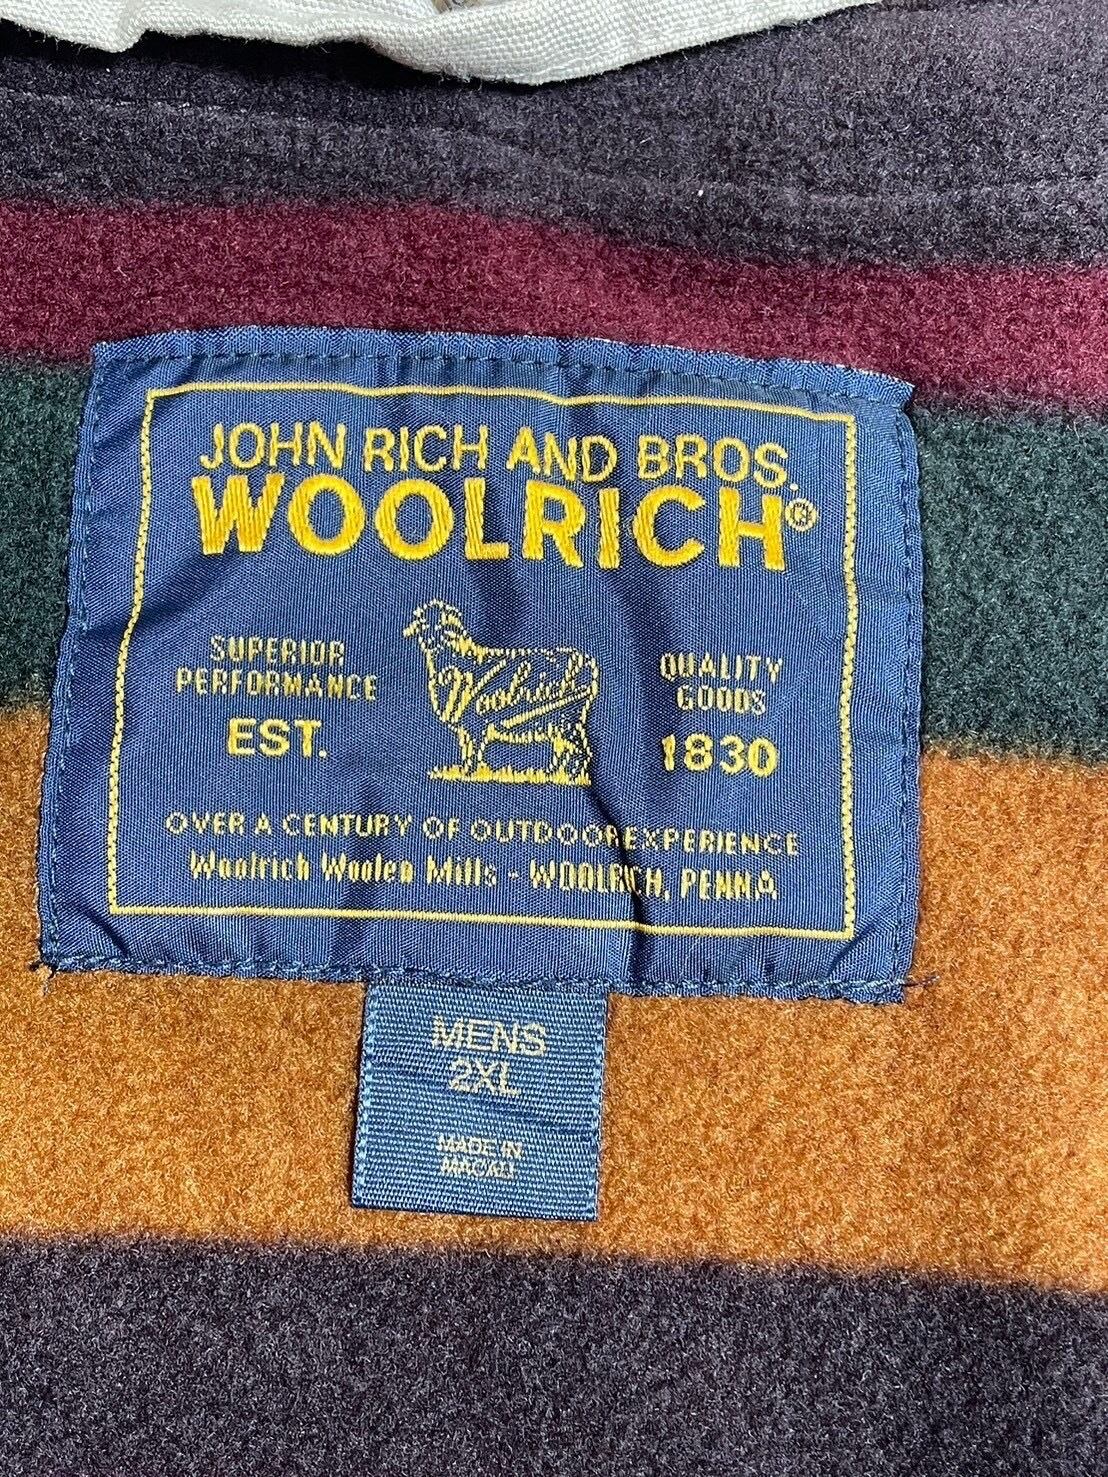 JOHN RICH AND BROS.
WOOLRICH®
SUPERIOR
PERFORMANCE
EST.
Woolrich
QUALITY
GOODS
1830
OVER A CENTURY OF OUTDOOR EXPERIENCE
Woolrich Woolen Mills - WOOLRICH, PENNA
MENS
2XL
MADE IN
MACAU